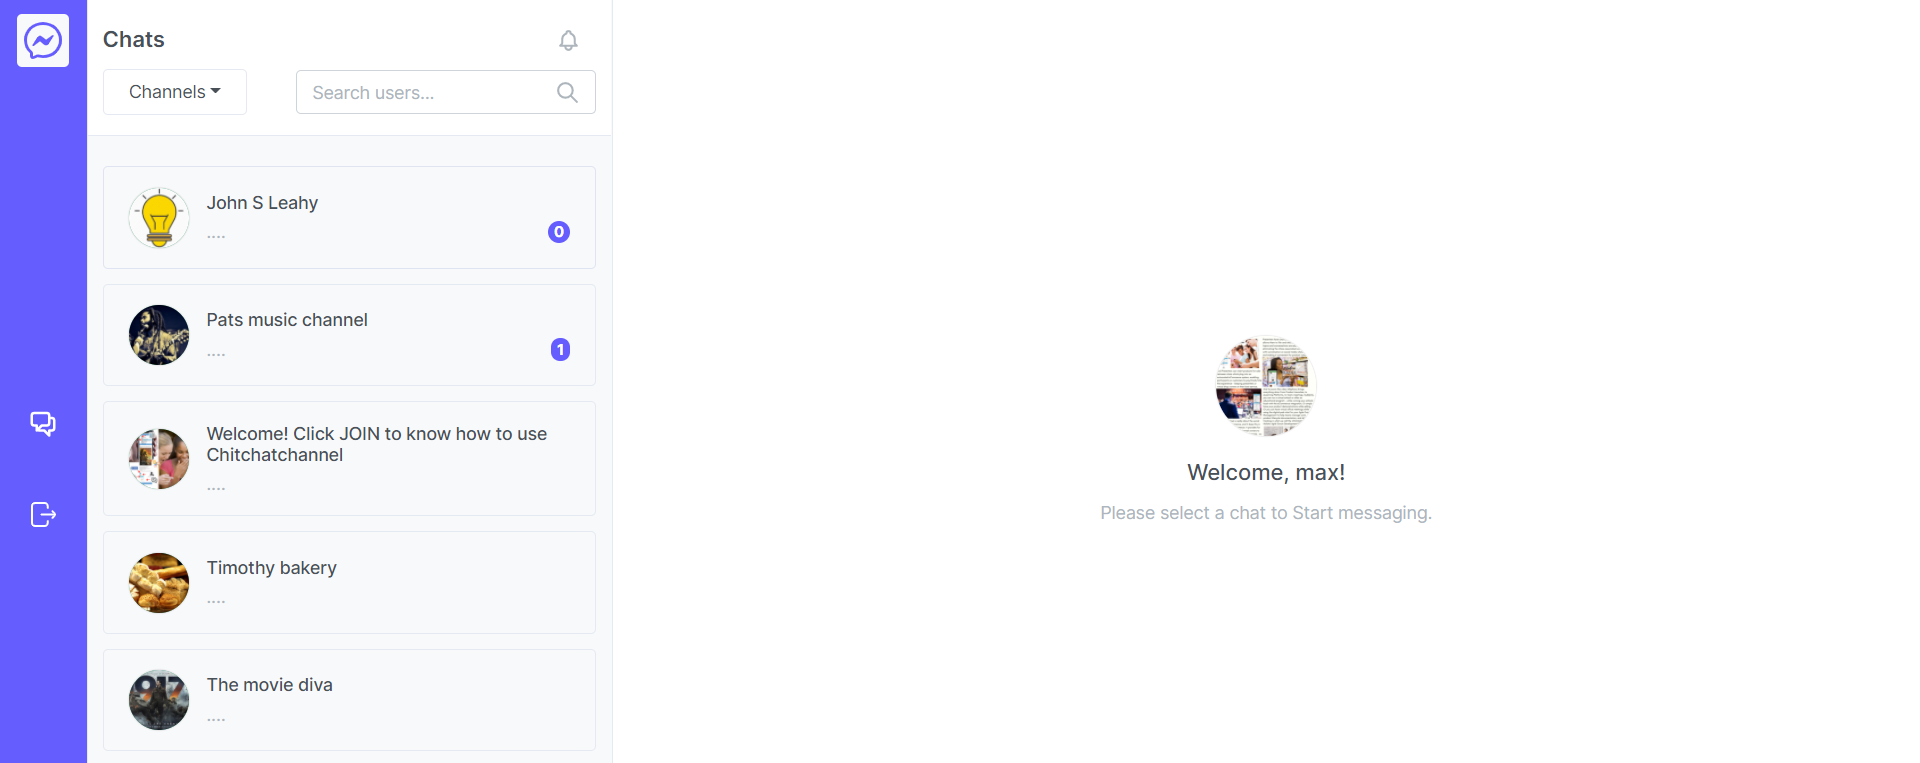 Chats
Channels
Search users...
John S Leahy
....
0
Pats music channel
....
1
Welcome! Click JOIN to know how to use
Chitchatchannel
....
Timothy bakery
....
The movie diva
....
917
Welcome, max!
Please select a chat to Start messaging.